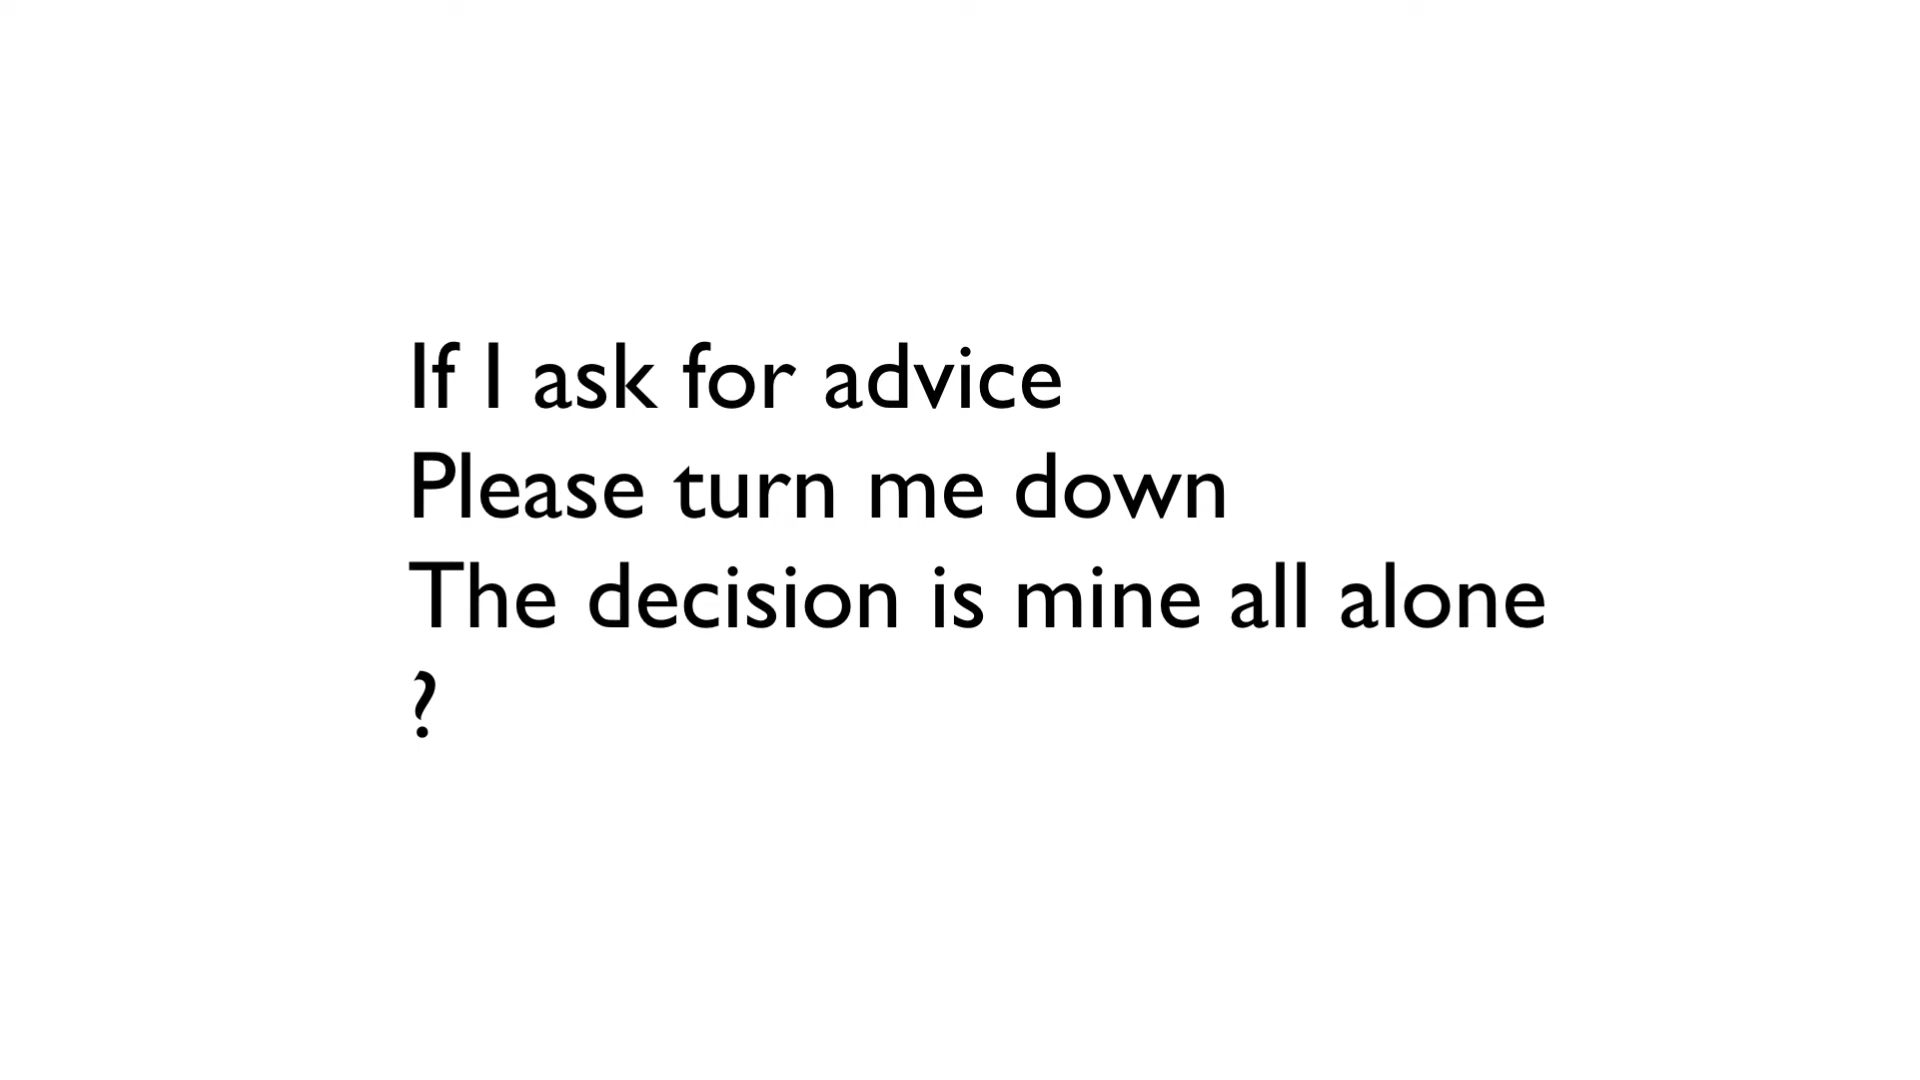 If I ask for advice
Please turn me down
The decision is mine all alone
?